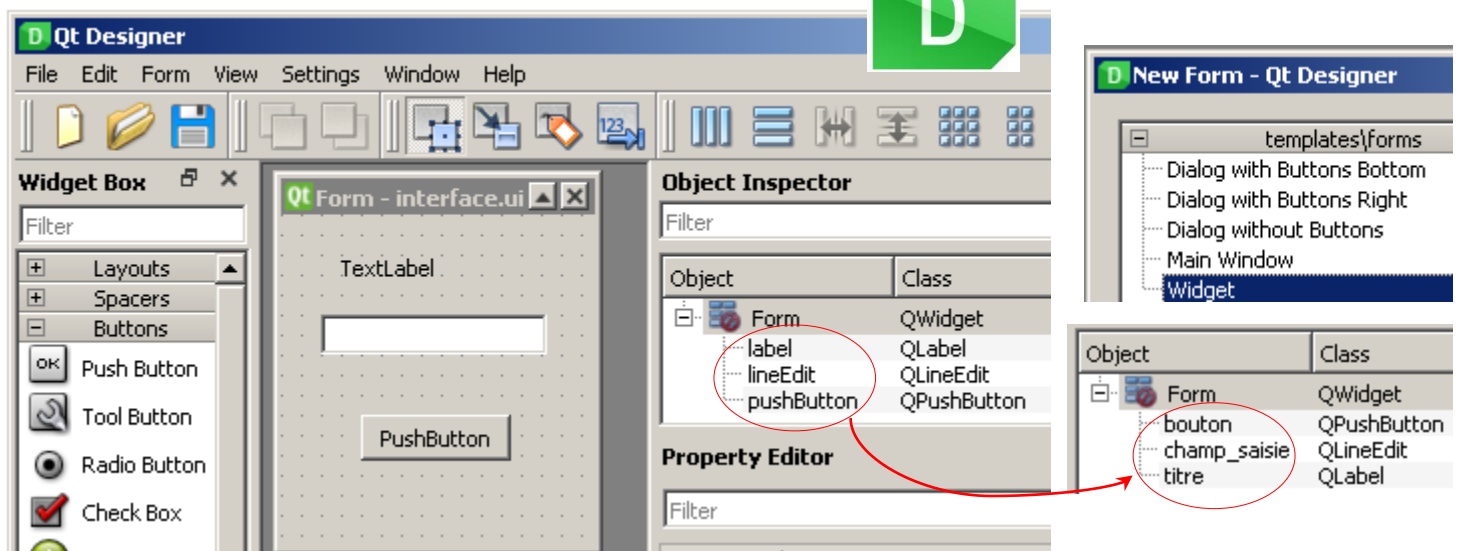 D
Qt Designer
File Edit Form View Settings Window Help
123
Widget Box
Filter
Layouts
Spacers
Buttons
OK Push Button
Tool Button
Radio Button
Check Box
Qt Form - interface.ui
TextLabel
PushButton
Object Inspector
Filter
Object Class
Form QWidget
label QLabel
lineEdit QLineEdit
pushButton QPushButton
Property Editor
Filter
D
D New Form - Qt Designer
templates\forms
Dialog with Buttons Bottom
Dialog with Buttons Right
Dialog without Buttons
Main Window
Widget
Object Class
Form QWidget
bouton QPushButton
champ_saisie QLineEdit
titre QLabel